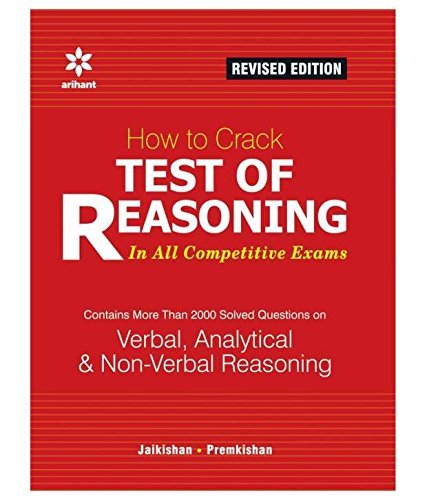 arihant
REVISED EDITION
How to Crack
TEST OF
REASONING
In All Competitive Exams
Contains More Than 2000 Solved Questions on
Verbal, Analytical
& Non-Verbal Reasoning
Jaikishan • Premkishan